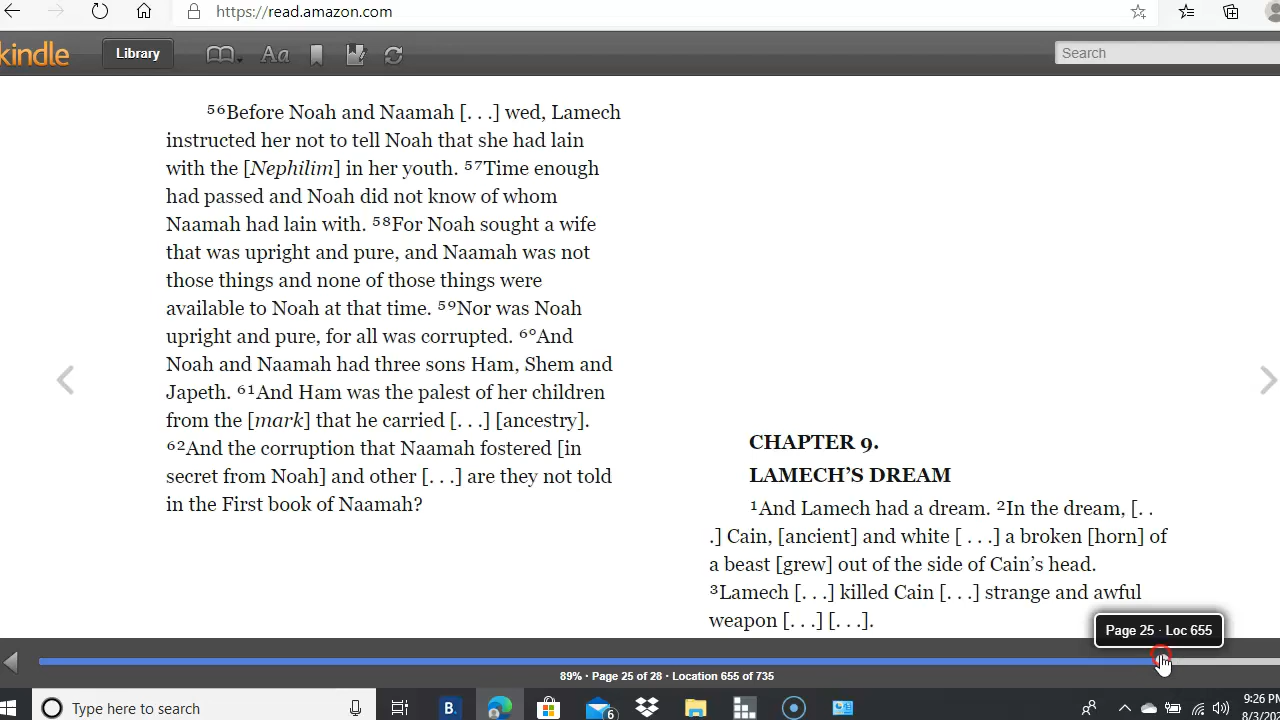 https://read.amazon.com
kindle
Library
Aa
Search
⁵⁶Before Noah and Naamah [. . .] wed, Lamech
instructed her not to tell Noah that she had lain
with the [Nephilim] in her youth. ⁵⁷Time enough
had passed and Noah did not know of whom
Naamah had lain with. ⁵⁸For Noah sought a wife
that was upright and pure, and Naamah was not
those things and none of those things were
available to Noah at that time. ⁵⁹Nor was Noah
upright and pure, for all was corrupted. ⁶⁰And
Noah and Naamah had three sons Ham, Shem and
Japeth. ⁶¹And Ham was the palest of her children
from the [mark] that he carried [. . .] [ancestry].
⁶²And the corruption that Naamah fostered [in
secret from Noah] and other [. . .] are they not told
in the First book of Naamah?
CHAPTER 9.
LAMECH'S DREAM
¹And Lamech had a dream. ²In the dream, [. .
.] Cain, [ancient] and white [ . . .] a broken [horn] of
a beast [grew] out of the side of Cain's head.
³Lamech [. . .] killed Cain [. . .] strange and awful
weapon [. . .] [. . .].
Page 25 · Loc 655
89% · Page 25 of 28 · Location 655 of 735
Type here to search
B.
6
9:26 PM
8/3/20